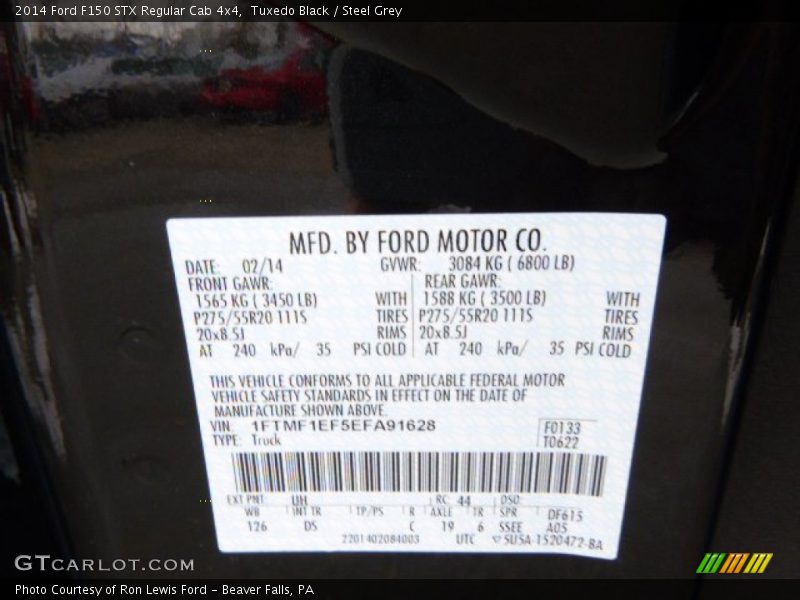 2014 Ford F150 STX Regular Cab 4x4, Tuxedo Black / Steel Grey
MFD. BY FORD MOTOR CO.
DATE: 02/14 GVWR: 3084 KG ( 6800 LB)
FRONT GAWR: REAR GAWR:
1565 KG ( 3450 LB) WITH 1588 KG ( 3500 LB) WITH
P275/55R20 111S TIRES P275/55R20 111S TIRES
20x8.5J RIMS 20x8.5J RIMS
AT 240 kPa/ 35 PSI COLD AT 240 kPa/ 35 PSI COLD
THIS VEHICLE CONFORMS TO ALL APPLICABLE FEDERAL MOTOR
VEHICLE SAFETY STANDARDS IN EFFECT ON THE DATE OF
MANUFACTURE SHOWN ABOVE.
VIN: 1FTMF1EF5EFA91628 F0133
TYPE: Truck T0622
EXT PNT: UH RC: 44 DSO:
WB INT TR TP/PS R AXLE TR SPR DF615
126 DS C 19 6 SSEE A05
2201402084003 UTC 5U5A-1520472-BA
GTCARLOT.COM
Photo Courtesy of Ron Lewis Ford - Beaver Falls, PA